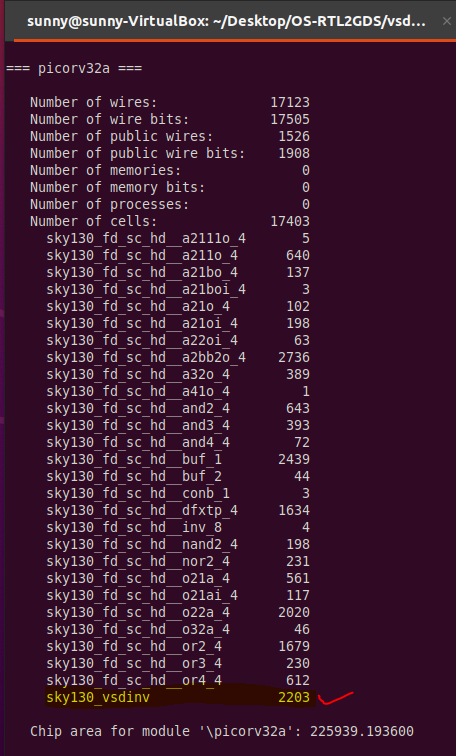 sunny@sunny-VirtualBox: ~/Desktop/OS-RTL2GDS/vsd...
=== picorv32a ===
Number of wires: 17123
Number of wire bits: 17505
Number of public wires: 1526
Number of public wire bits: 1908
Number of memories: 0
Number of memory bits: 0
Number of processes: 0
Number of cells: 17403
sky130_fd_sc_hd__a2111o_4 5
sky130_fd_sc_hd__a211o_4 640
sky130_fd_sc_hd__a21bo_4 137
sky130_fd_sc_hd__a21boi_4 3
sky130_fd_sc_hd__a21o_4 102
sky130_fd_sc_hd__a21oi_4 198
sky130_fd_sc_hd__a22oi_4 63
sky130_fd_sc_hd__a2bb2o_4 2736
sky130_fd_sc_hd__a32o_4 389
sky130_fd_sc_hd__a41o_4 1
sky130_fd_sc_hd__and2_4 643
sky130_fd_sc_hd__and3_4 393
sky130_fd_sc_hd__and4_4 72
sky130_fd_sc_hd__buf_1 2439
sky130_fd_sc_hd__buf_2 44
sky130_fd_sc_hd__conb_1 3
sky130_fd_sc_hd__dfxtp_4 1634
sky130_fd_sc_hd__inv_8 4
sky130_fd_sc_hd__nand2_4 198
sky130_fd_sc_hd__nor2_4 231
sky130_fd_sc_hd__o21a_4 561
sky130_fd_sc_hd__o21ai_4 117
sky130_fd_sc_hd__o22a_4 2020
sky130_fd_sc_hd__o32a_4 46
sky130_fd_sc_hd__or2_4 1679
sky130_fd_sc_hd__or3_4 230
sky130_fd_sc_hd__or4_4 612
sky130_vsdinv 2203
Chip area for module '\picorv32a': 225939.193600